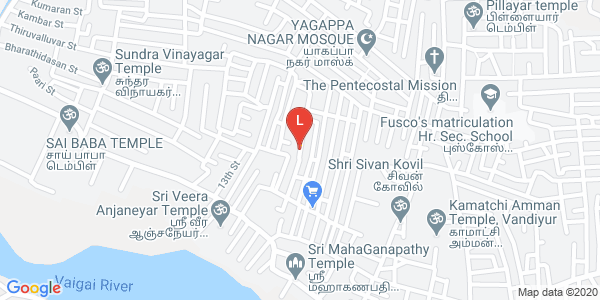 Kumaran St
Kambar St
Thiruvalluvar St
Bharathidasan St
Paari St
Sundra Vinayagar
Temple
சுந்தர
விநாயகர்...
YAGAPPA
NAGAR MOSQUE
யாகப்பா
நகர் மாஸ்க்
Pillayar temple
பிள்ளையார்
டெம்பிள்
The Pentecostal Mission
தி...
L
Fusco's matriculation
Hr. Sec. School
புஸ்கோஸ்...
SAI BABA TEMPLE
சாய் பாபா
டெம்பிள்
13th St
Shri Sivan Kovil
சிவன்
கோவில்
Sri Veera
Anjaneyar Temple
ஸ்ரீ வீர
ஆஞ்சநேயர்...
Kamatchi Amman
Temple, Vandiyur
காமாட்சி
அம்மன்...
Sri MahaGanapathy
Temple
ஸ்ரீ
மஹாகணபதி...
Vaigai River
Google
Map data ©2020